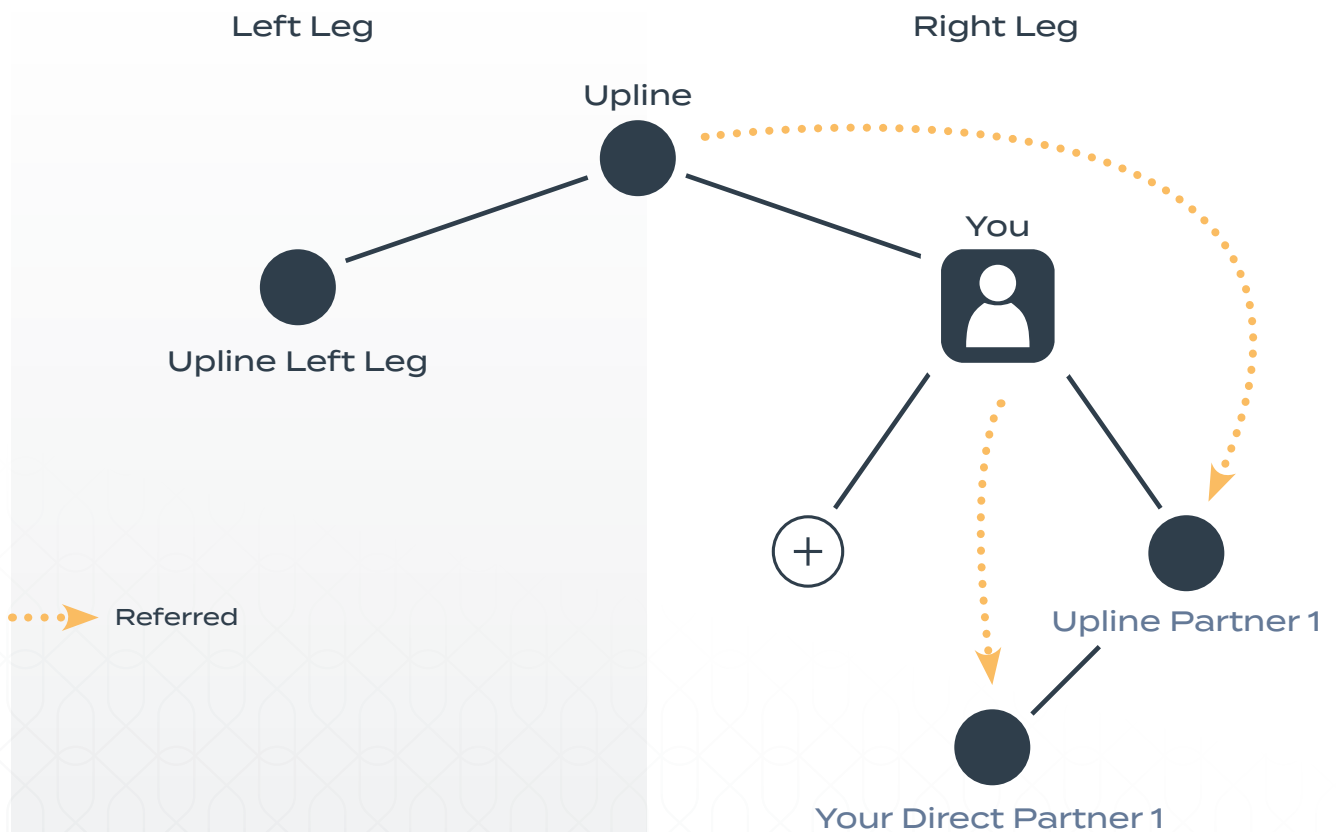 Left Leg
Right Leg
Upline
You
Upline Left Leg
Referred
Upline Partner 1
Your Direct Partner 1